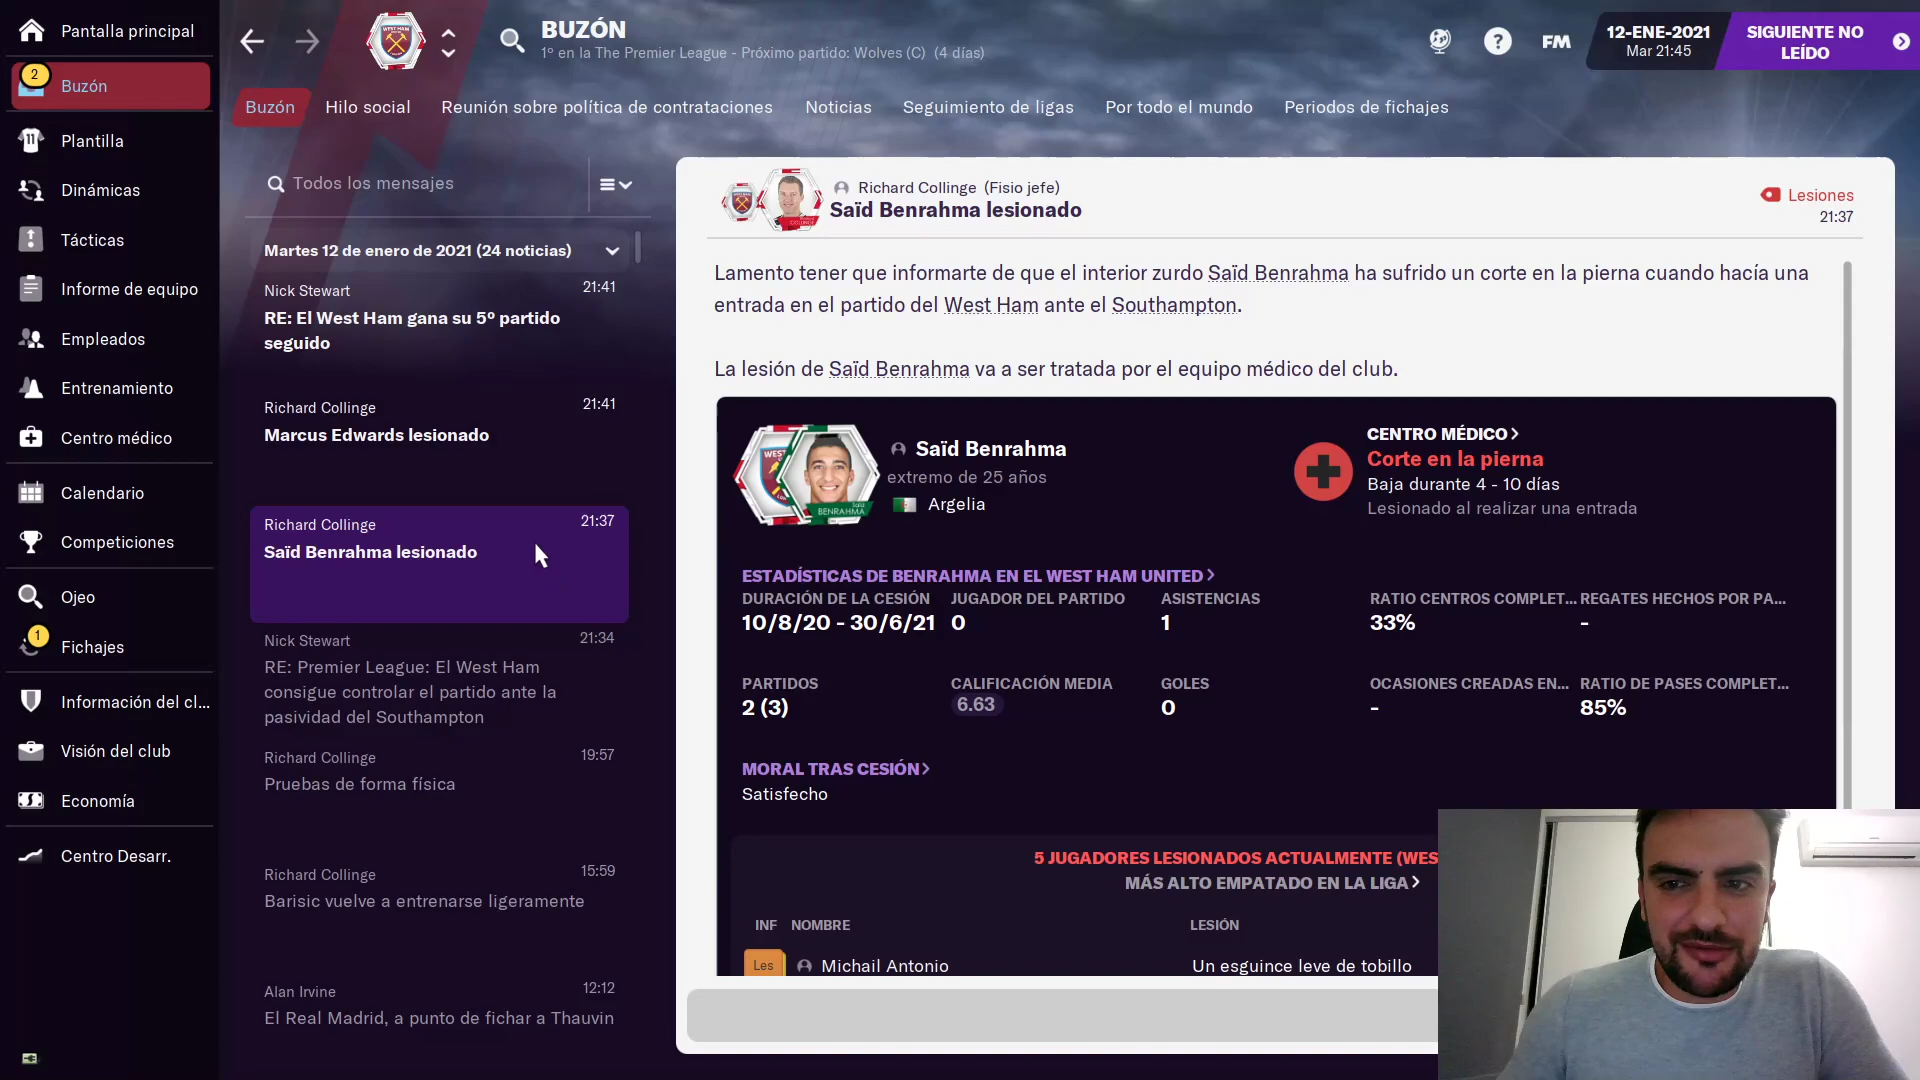 Pantalla principal
2
Buzón
Plantilla
Dinámicas
Tácticas
Informe de equipo
Empleados
Entrenamiento
Centro médico
Calendario
Competiciones
Ojeo
1
Fichajes
Información del cl...
Visión del club
Economía
Centro Desarr.
BUZÓN
1º en la The Premier League - Próximo partido: Wolves (C) (4 días)
FM
12-ENE-2021
Mar 21:45
SIGUIENTE NO
LEÍDO
Buzón
Hilo social
Reunión sobre política de contrataciones
Noticias
Seguimiento de ligas
Por todo el mundo
Periodos de fichajes
Todos los mensajes
Martes 12 de enero de 2021 (24 noticias)
Nick Stewart
21:41
RE: El West Ham gana su 5º partido
seguido
Richard Collinge
21:41
Marcus Edwards lesionado
Richard Collinge
21:37
Saïd Benrahma lesionado
Nick Stewart
21:34
RE: Premier League: El West Ham
consigue controlar el partido ante la
pasividad del Southampton
Richard Collinge
19:57
Pruebas de forma física
Richard Collinge
15:59
Barisic vuelve a entrenarse ligeramente
Alan Irvine
12:12
El Real Madrid, a punto de fichar a Thauvin
Richard Collinge (Fisio jefe)
Saïd Benrahma lesionado
Lesiones
21:37
Lamento tener que informarte de que el interior zurdo Saïd Benrahma ha sufrido un corte en la pierna cuando hacía una
entrada en el partido del West Ham ante el Southampton.
La lesión de Saïd Benrahma va a ser tratada por el equipo médico del club.
BENRAHMA
Saïd Benrahma
extremo de 25 años
Argelia
CENTRO MÉDICO
Corte en la pierna
Baja durante 4 - 10 días
Lesionado al realizar una entrada
ESTADÍSTICAS DE BENRAHMA EN EL WEST HAM UNITED
DURACIÓN DE LA CESIÓN
10/8/20 - 30/6/21
JUGADOR DEL PARTIDO
0
ASISTENCIAS
1
RATIO CENTROS COMPLET...
33%
REGATES HECHOS POR PA...
-
PARTIDOS
2 (3)
CALIFICACIÓN MEDIA
6.63
GOLES
0
OCASIONES CREADAS EN...
-
RATIO DE PASES COMPLET...
85%
MORAL TRAS CESIÓN
Satisfecho
5 JUGADORES LESIONADOS ACTUALMENTE (WES
MÁS ALTO EMPATADO EN LA LIGA
INF
NOMBRE
LESIÓN
Les
Michail Antonio
Un esguince leve de tobillo